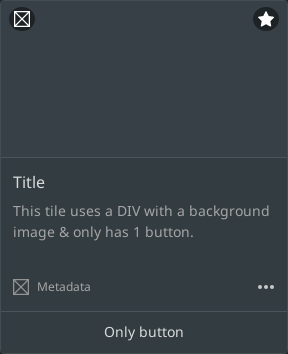 Title
This tile uses a DIV with a background
image & only has 1 button.
Metadata
Only button